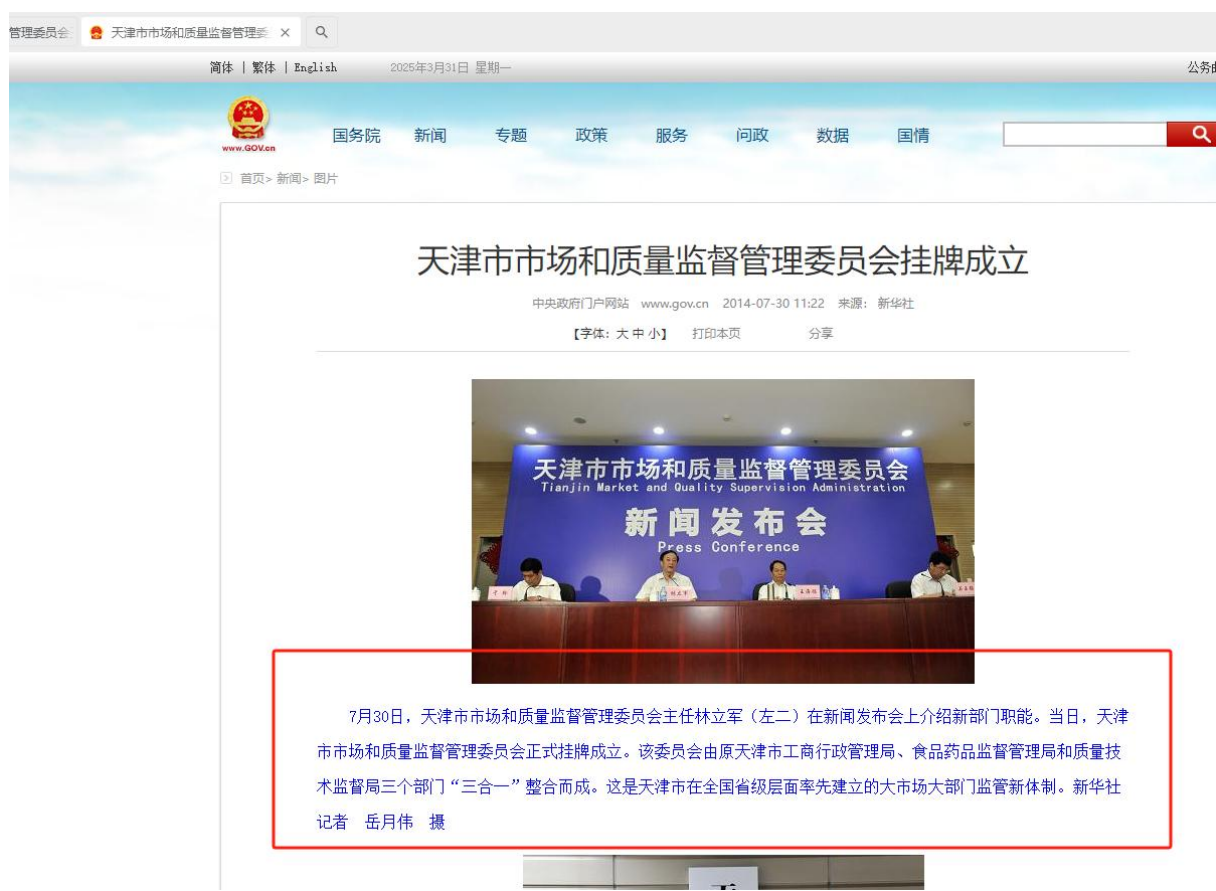 管理委员会
天津市市场和质量监督管理委
简体 | 繁体 | English 2025年3月31日 星期一
公务
www.GOV.cn
国务院 新闻 专题 政策 服务 问政 数据 国情
首页> 新闻> 图片
天津市市场和质量监督管理委员会挂牌成立
中央政府门户网站 www.gov.cn 2014-07-30 11:22 来源: 新华社
【字体: 大 中 小】 打印本页 分享
天津市市场和质量监督管理委员会
Tianjin Market and Quality Supervision Administration
新闻发布会
Press Conference
林立军
7月30日，天津市市场和质量监督管理委员会主任林立军（左二）在新闻发布会上介绍新部门职能。当日，天津
市市场和质量监督管理委员会正式挂牌成立。该委员会由原天津市工商行政管理局、食品药品监督管理局和质量技
术监督局三个部门“三合一”整合而成。这是天津市在全国省级层面率先建立的大市场大部门监管新体制。新华社
记者 岳月伟 摄